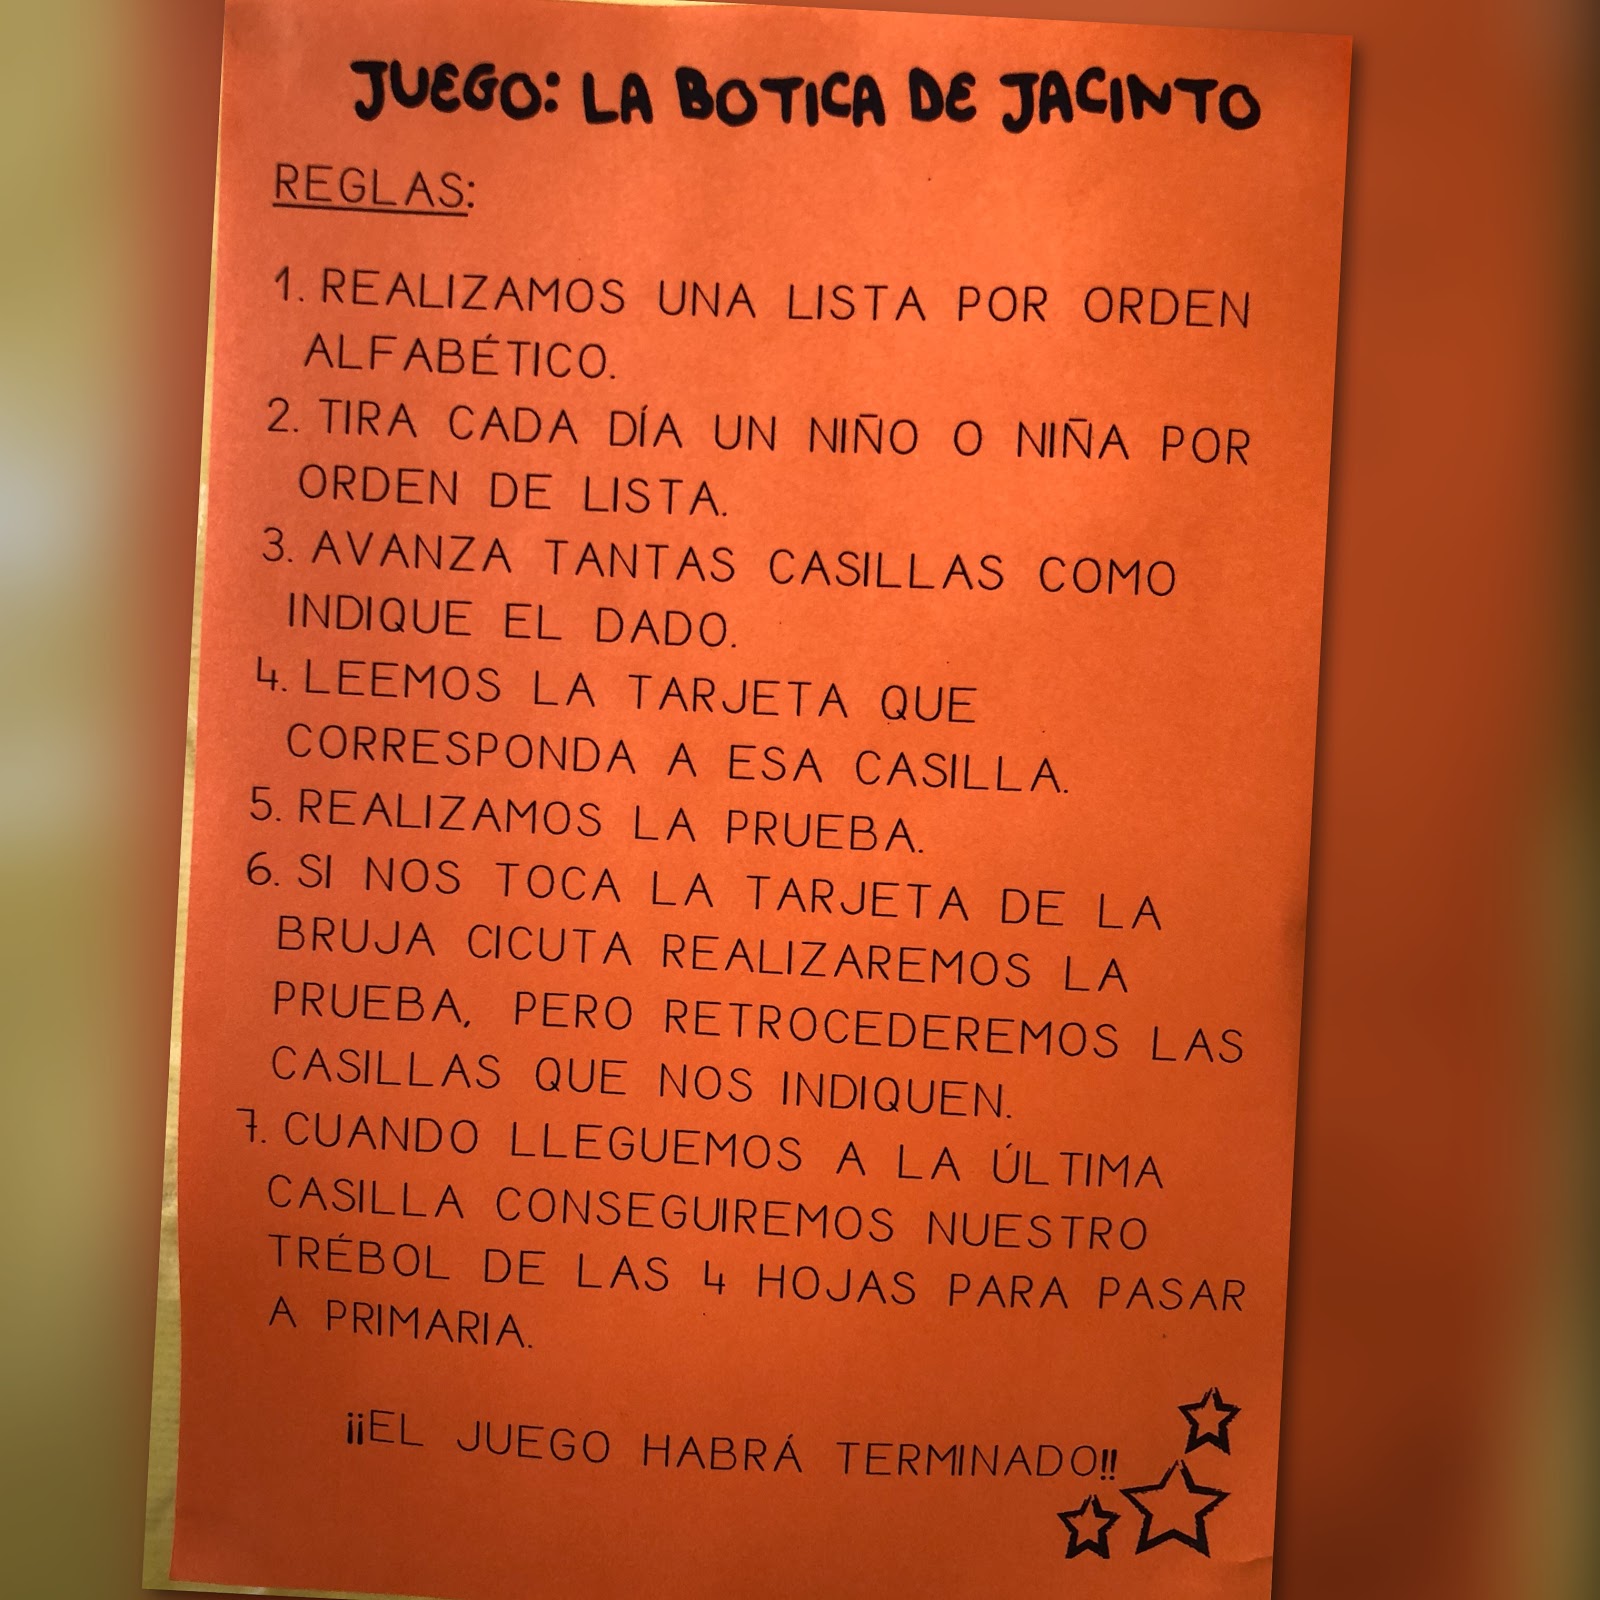 JUEGO: LA BOTICA DE JACINTO
REGLAS:
1. REALIZAMOS UNA LISTA POR ORDEN
ALFABÉTICO.
2. TIRA CADA DÍA UN NIÑO O NIÑA POR
ORDEN DE LISTA.
3. AVANZA TANTAS CASILLAS COMO
INDIQUE EL DADO.
4. LEEMOS LA TARJETA QUE
CORRESPONDA A ESA CASILLA.
5. REALIZAMOS LA PRUEBA.
6. SI NOS TOCA LA TARJETA DE LA
BRUJA CICUTA REALIZAREMOS LA
PRUEBA, PERO RETROCEDEREMOS LAS
CASILLAS QUE NOS INDIQUEN.
7. CUANDO LLEGUEMOS A LA ÚLTIMA
CASILLA CONSEGUIREMOS NUESTRO
TRÉBOL DE LAS 4 HOJAS PARA PASAR
A PRIMARIA.
¡¡EL JUEGO HABRÁ TERMINADO!!